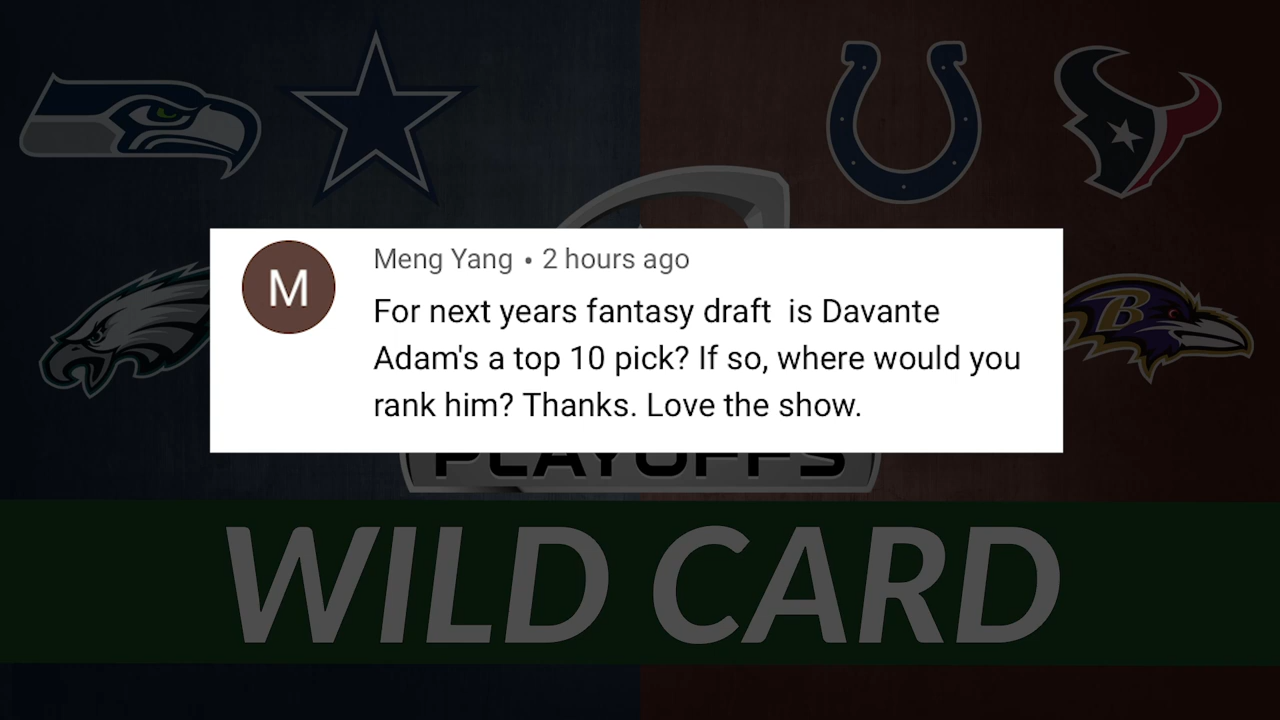 M
Meng Yang • 2 hours ago
For next years fantasy draft  is Davante
Adam's a top 10 pick? If so, where would you
rank him? Thanks. Love the show.
B
PLAYOFFS
WILD CARD